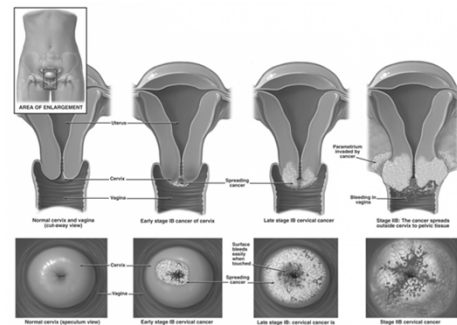 AREA OF ENLARGEMENT
Uterus
Cervix
Vagina
Spreading
cancer
Parametrium
invaded by
cancer
Bleeding in
vagina
Normal cervix and vagina
(cut-away view)
Early stage IB cancer of cervix
Late stage IB cervical cancer
Stage IIB: The cancer spreads
outside cervix to pelvic tissue
Cervix
Vagina
Surface
bleeds
easily
when
touched
Spreading
cancer
Normal cervix (speculum view)
Early stage IB cervical cancer
Late stage IB: cervical cancer is
Stage IIB cervical cancer